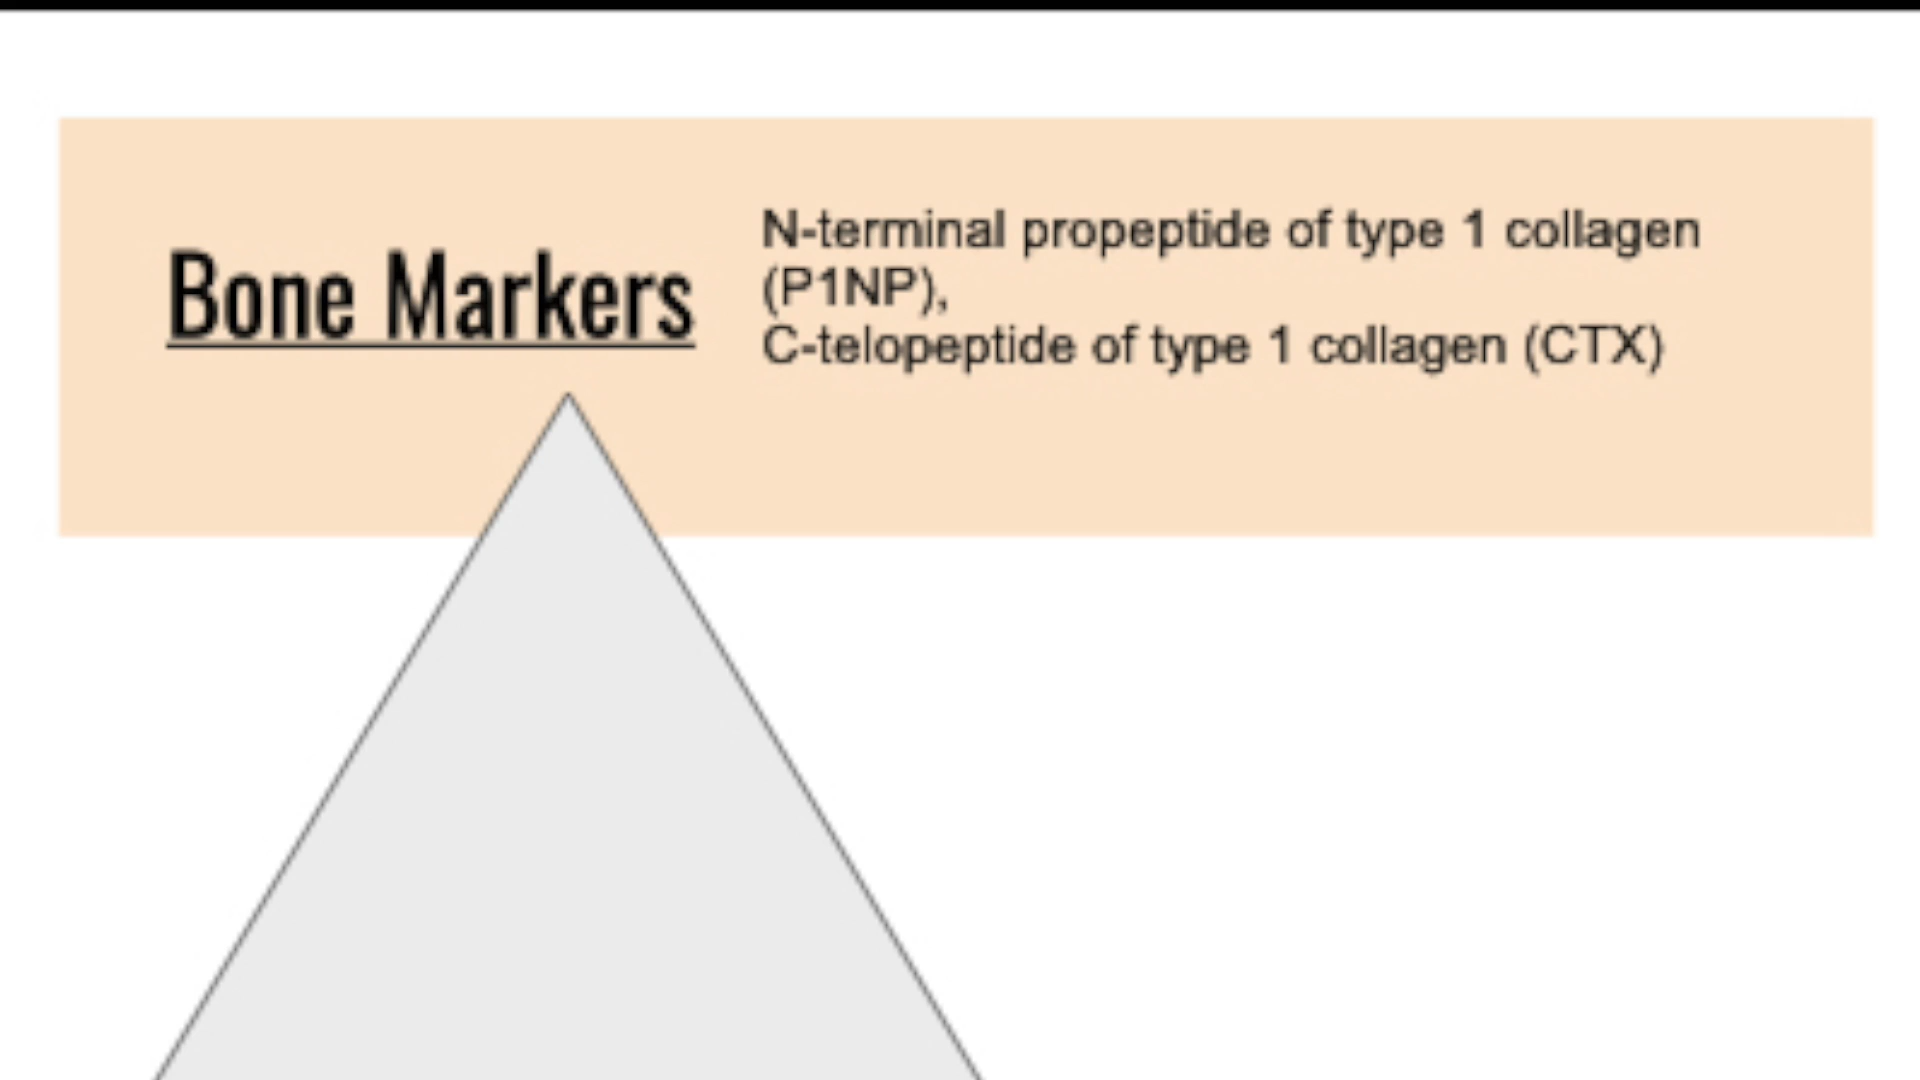 Bone Markers
N-terminal propeptide of type 1 collagen
(P1NP),
C-telopeptide of type 1 collagen (CTX)